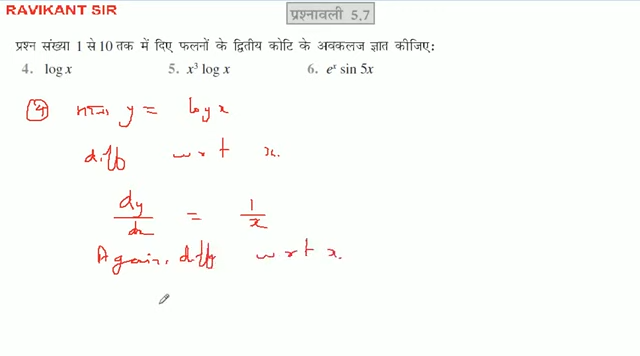 RAVIKANT SIR
प्रश्नावली 5.7
प्रश्न संख्या 1 से 10 तक में दिए फलनों के द्वितीय कोटि के अवकलज ज्ञात कीजिए:
4. log x 5. x³ log x 6. eˣ sin 5x
④ माना y = log x
diff w r t x.
dy/dx = 1/x
Again, diff w r t x.